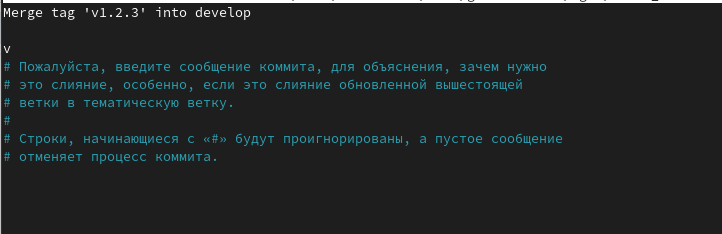 Merge tag 'v1.2.3' into develop
v
# Пожалуйста, введите сообщение коммита, для объяснения, зачем нужно
# это слияние, особенно, если это слияние обновленной вышестоящей
# ветки в тематическую ветку.
#
# Строки, начинающиеся с «#» будут проигнорированы, а пустое сообщение
# отменяет процесс коммита.